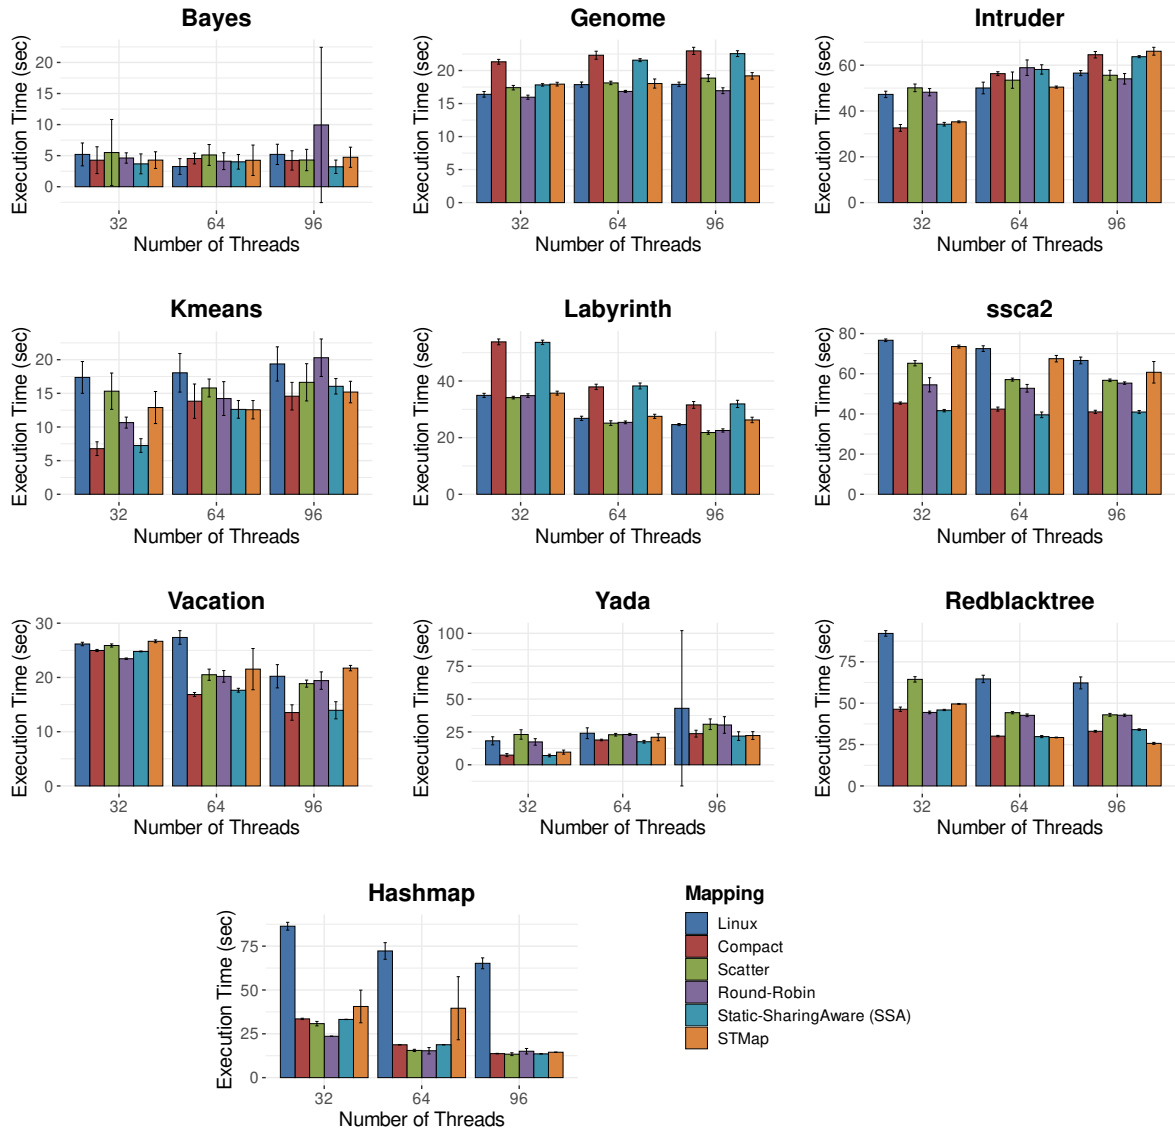 Bayes
Execution Time (sec)
20
15
10
5
0
32
64
96
Number of Threads
Genome
Execution Time (sec)
20
15
10
5
0
32
64
96
Number of Threads
Intruder
Execution Time (sec)
60
40
20
0
32
64
96
Number of Threads
Kmeans
Execution Time (sec)
20
15
10
5
0
32
64
96
Number of Threads
Labyrinth
Execution Time (sec)
40
20
0
32
64
96
Number of Threads
ssca2
Execution Time (sec)
80
60
40
20
0
32
64
96
Number of Threads
Vacation
Execution Time (sec)
30
20
10
0
32
64
96
Number of Threads
Yada
Execution Time (sec)
100
75
50
25
0
32
64
96
Number of Threads
Redblacktree
Execution Time (sec)
75
50
25
0
32
64
96
Number of Threads
Hashmap
Execution Time (sec)
75
50
25
0
32
64
96
Number of Threads
Mapping
Linux
Compact
Scatter
Round-Robin
Static-SharingAware (SSA)
STMap